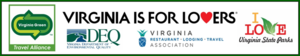 Virginia Green
Travel Alliance
VIRGINIA IS FOR LOVERS
DEQ
VIRGINIA DEPARTMENT OF
ENVIRONMENTAL QUALITY
VIRGINIA
RESTAURANT · LODGING · TRAVEL
ASSOCIATION
I
LOVE
Virginia State Parks